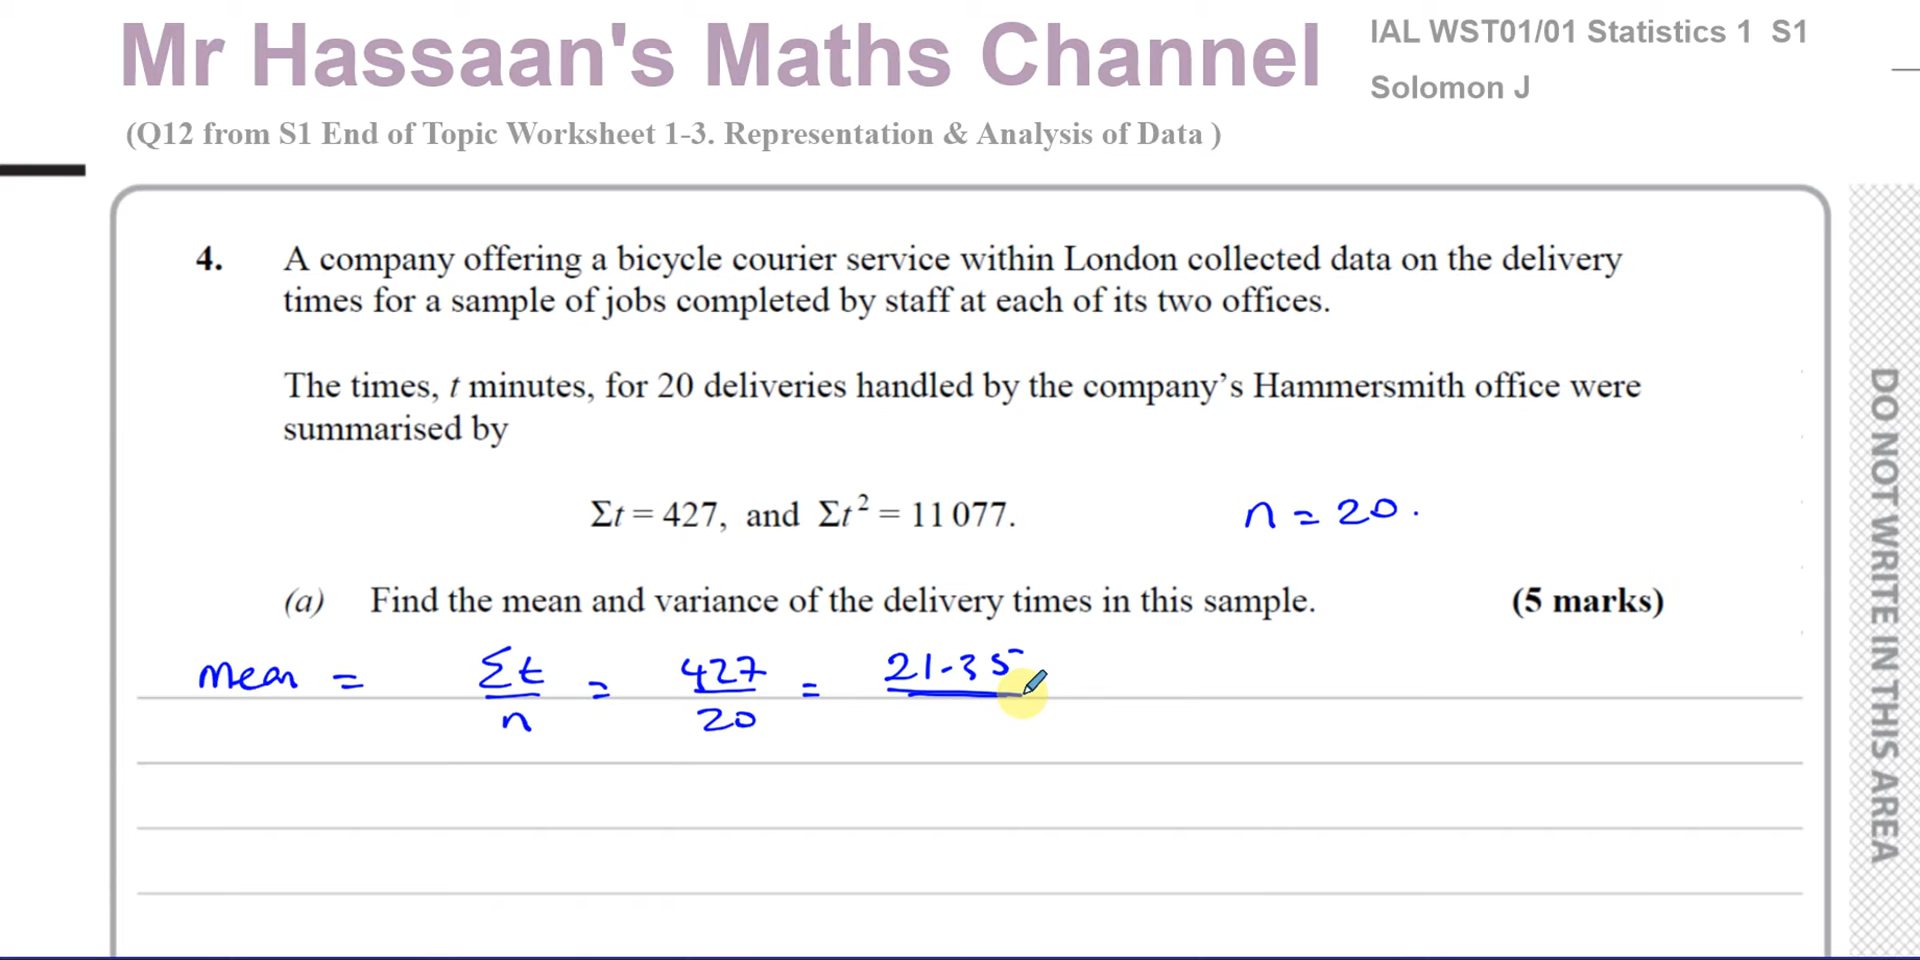 Mr Hassaan's Maths Channel
IAL WST01/01 Statistics 1 S1
Solomon J
(Q12 from S1 End of Topic Worksheet 1-3. Representation & Analysis of Data )
4. A company offering a bicycle courier service within London collected data on the delivery
times for a sample of jobs completed by staff at each of its two offices.
The times, t minutes, for 20 deliveries handled by the company's Hammersmith office were
summarised by
Σt = 427, and Σt² = 11 077.
n = 20.
(a) Find the mean and variance of the delivery times in this sample. (5 marks)
mean = Σt/n = 427/20 = 21.35
DO NOT WRITE IN THIS AREA